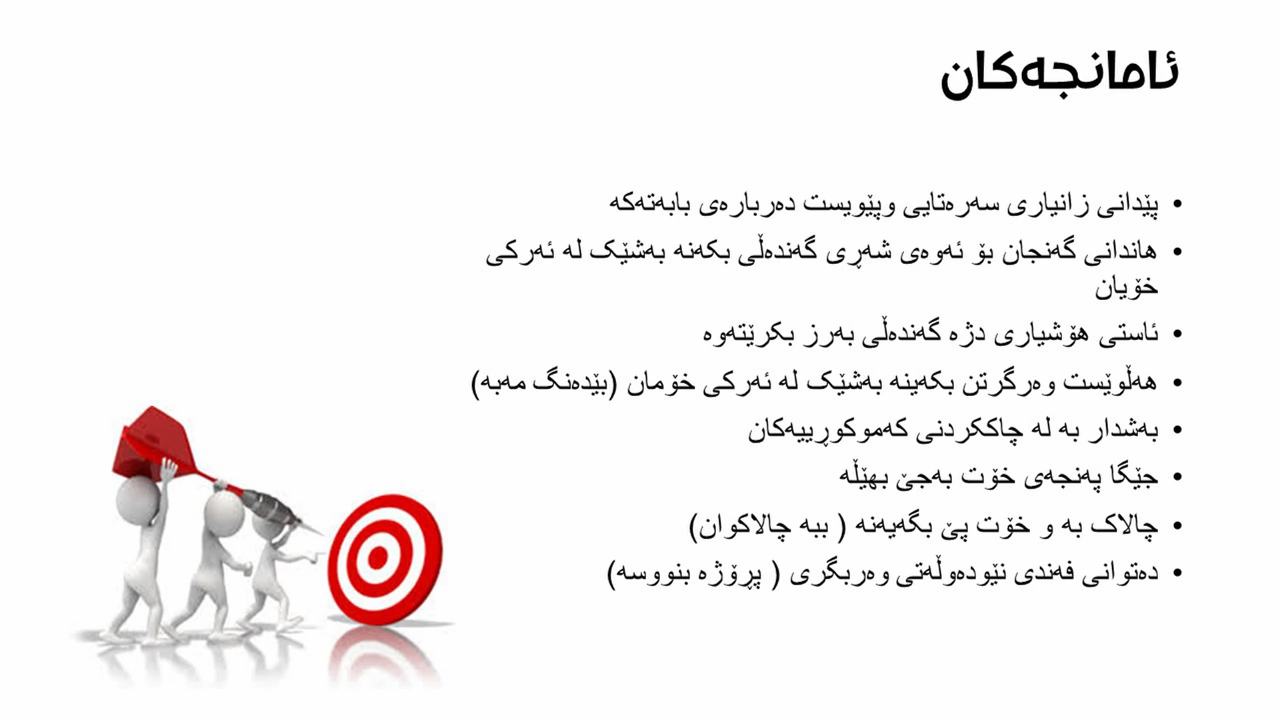 ئامانجەکان
• پێدانی زانیاری سەرەتایی وپێویست دەربارەی بابەتەکە
• هاندانی گەنجان بۆ ئەوەی شەڕی گەندەڵی بکەنە بەشێک لە ئەرکی
خۆیان
• ئاستی هۆشیاری دژە گەندەڵی بەرز بکرێتەوە
• هەڵوێست وەرگرتن بکەینە بەشێک لە ئەرکی خۆمان (بێدەنگ مەبە)
• بەشدار بە لە چاککردنی کەموکوڕییەکان
• جێگا پەنجەی خۆت بەجێ بهێڵە
• چالاک بە و خۆت پێ بگەیەنە ( ببە چالاکوان)
• دەتوانی فەندی نێودەوڵەتی وەربگری ( پڕۆژە بنووسە)